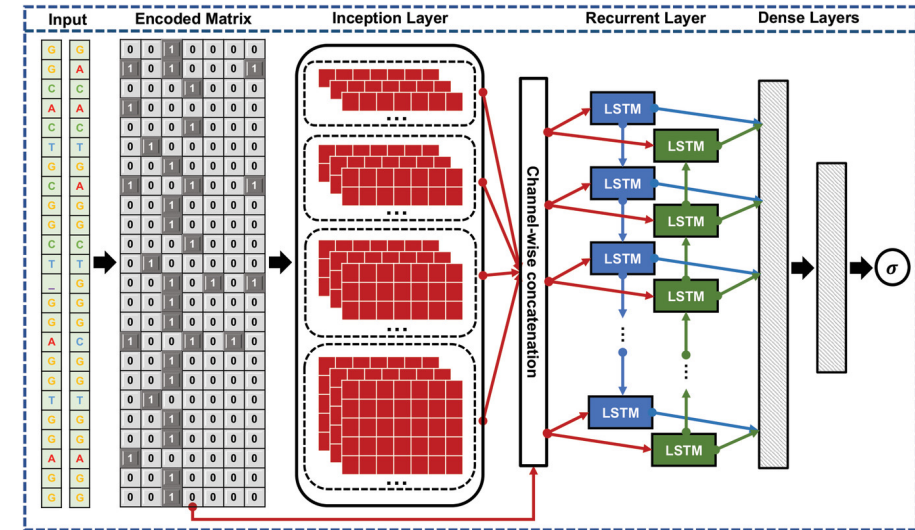 Input Encoded Matrix Inception Layer Recurrent Layer Dense Layers
G G 0 0 1 0 0 0 0
G A 1 0 1 0 0 0 1
C C 0 0 0 1 0 0 0
A A 1 0 0 0 0 0 0
C C 0 0 0 1 0 0 0
T T 0 1 0 0 0 0 0
G G 0 0 1 0 0 0 0
C A 1 0 0 1 0 0 1
G G 0 0 1 0 0 0 0
G G 0 0 1 0 0 0 0
C C 0 0 0 1 0 0 0
T T 0 1 0 0 0 0 0
_ G 0 0 1 0 1 0 1
G G 0 0 1 0 0 0 0
G G 0 0 1 0 0 0 0
A C 1 0 0 1 0 1 0
G G 0 0 1 0 0 0 0
G G 0 0 1 0 0 0 0
T T 0 1 0 0 0 0 0
G G 0 0 1 0 0 0 0
G G 0 0 1 0 0 0 0
A A 1 0 0 0 0 0 0
G G 0 0 1 0 0 0 0
G G 0 0 1 0 0 0 0
...
...
...
...
Channel-wise concatenation
LSTM
LSTM
LSTM
LSTM
LSTM
LSTM
...
...
LSTM
LSTM
σ